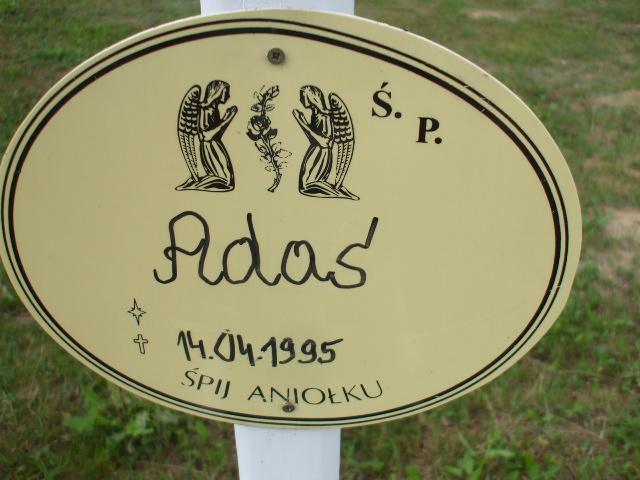 Ś. P.
Adaś
14.04.1995
ŚPIJ ANIOŁKU